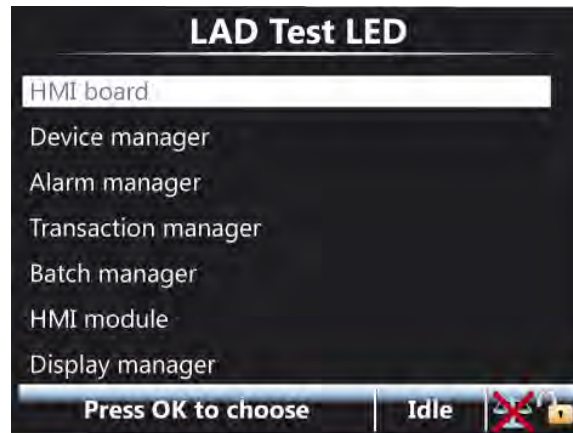 LAD Test LED
HMI board
Device manager
Alarm manager
Transaction manager
Batch manager
HMI module
Display manager
Press OK to choose Idle